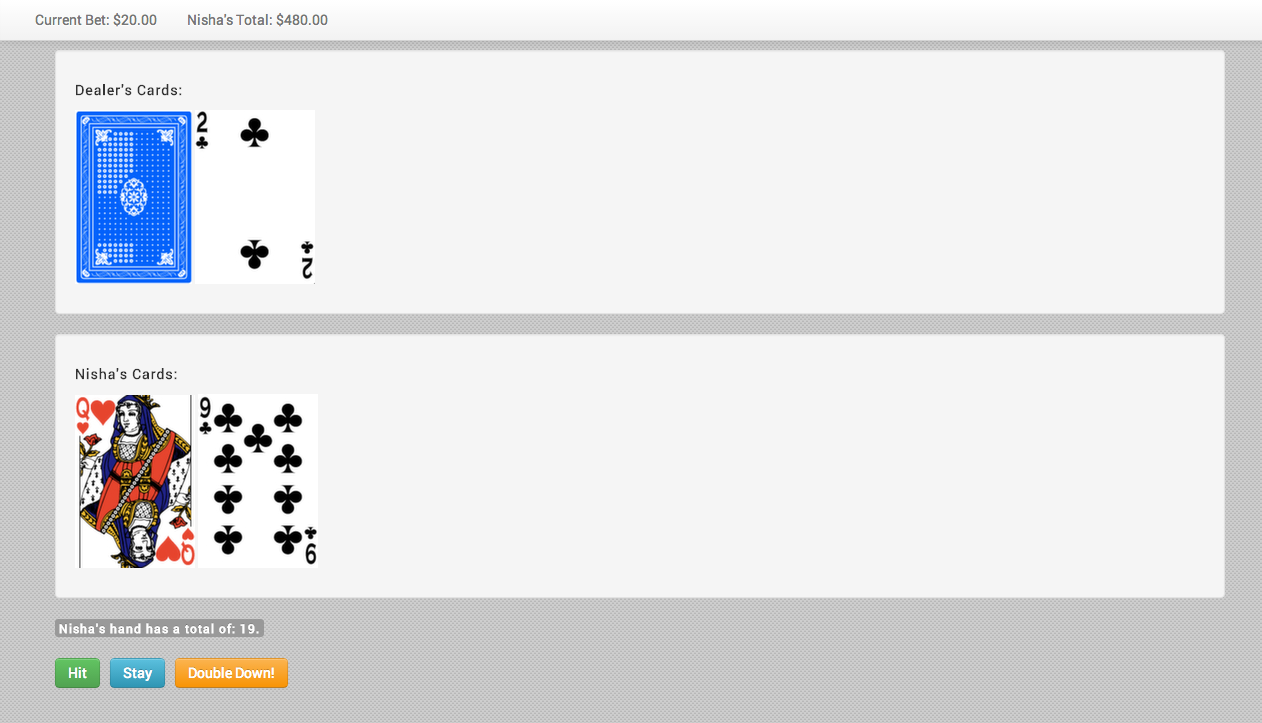 Current Bet: $20.00 Nisha's Total: $480.00
Dealer's Cards:
2
2
Nisha's Cards:
Q 9
Q 9
Nisha's hand has a total of: 19.
Hit Stay Double Down!